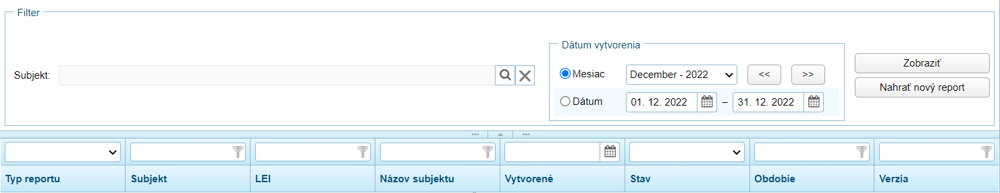 Filter
Dátum vytvorenia
Subjekt:
Mesiac December - 2022 << >>
Dátum 01. 12. 2022 – 31. 12. 2022
Zobraziť
Nahrať nový report
Typ reportu Subjekt LEI Názov subjektu Vytvorené Stav Obdobie Verzia